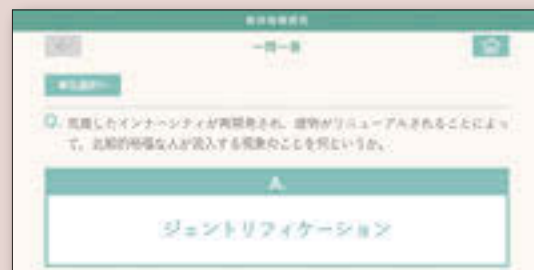 一問一答
Q. 荒廃したインナーシティが再開発され，建物がリニューアルされることによっ
て，比較的裕福な人が流入する現象のことを何というか。
A.
ジェントリフィケーション